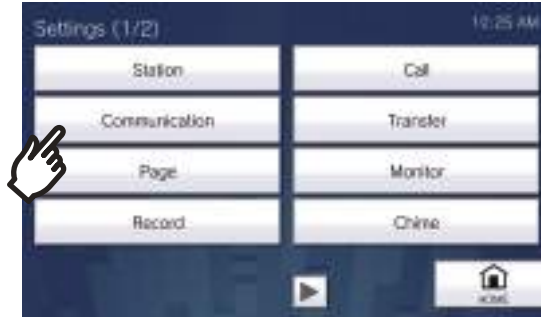 Settings (1/2) 10:25 AM
Station Call
Communication Transfer
Page Monitor
Record Chime
HOME